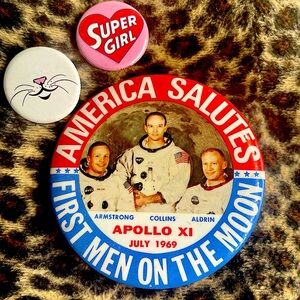 SUPER
GIRL
AMERICA SALUTES
ARMSTRONG COLLINS ALDRIN
APOLLO XI
JULY 1969
FIRST MEN ON THE MOON